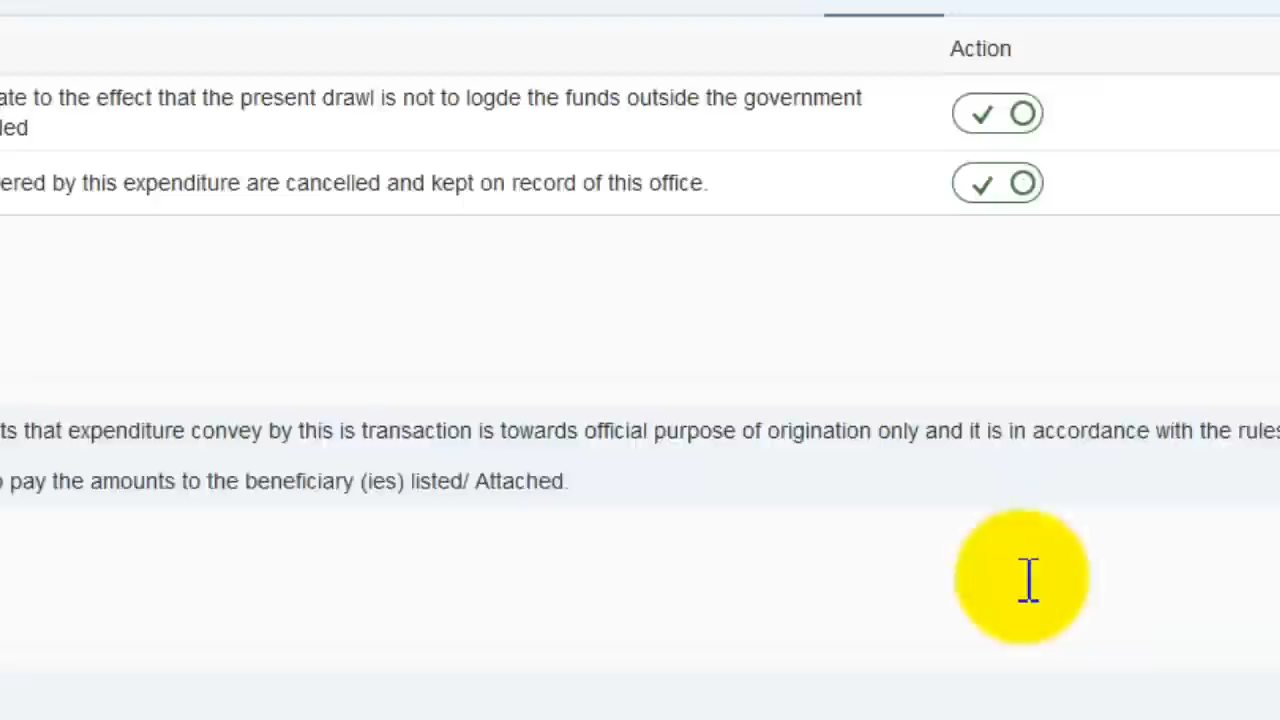 Action
ate to the effect that the present drawl is not to logde the funds outside the government
led
ered by this expenditure are cancelled and kept on record of this office.
ts that expenditure convey by this is transaction is towards official purpose of origination only and it is in accordance with the rules
pay the amounts to the beneficiary (ies) listed/ Attached.